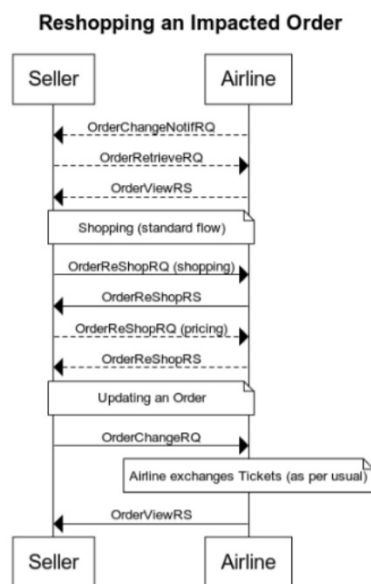 Reshopping an Impacted Order
Seller Airline
OrderChangeNotifRQ
OrderRetrieveRQ
OrderViewRS
Shopping (standard flow)
OrderReShopRQ (shopping)
OrderReShopRS
OrderReShopRQ (pricing)
OrderReShopRS
Updating an Order
OrderChangeRQ
Airline exchanges Tickets (as per usual)
OrderViewRS
Seller Airline